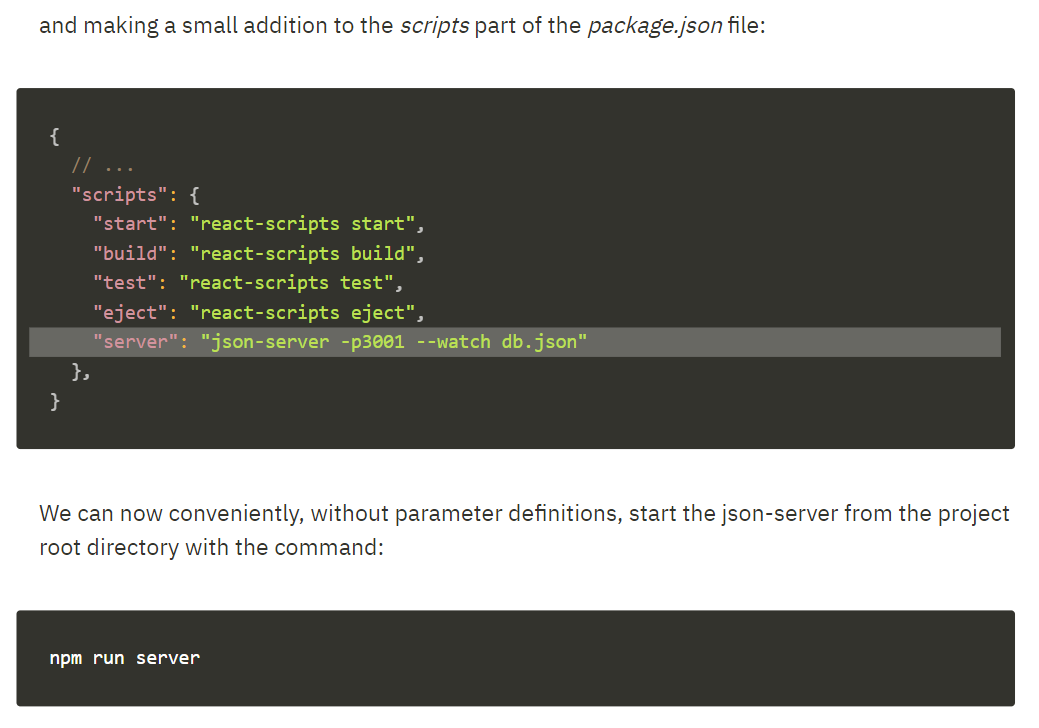 and making a small addition to the scripts part of the package.json file:
{
  // ...
  "scripts": {
    "start": "react-scripts start",
    "build": "react-scripts build",
    "test": "react-scripts test",
    "eject": "react-scripts eject",
    "server": "json-server -p3001 --watch db.json"
  },
}
We can now conveniently, without parameter definitions, start the json-server from the project
root directory with the command:
npm run server